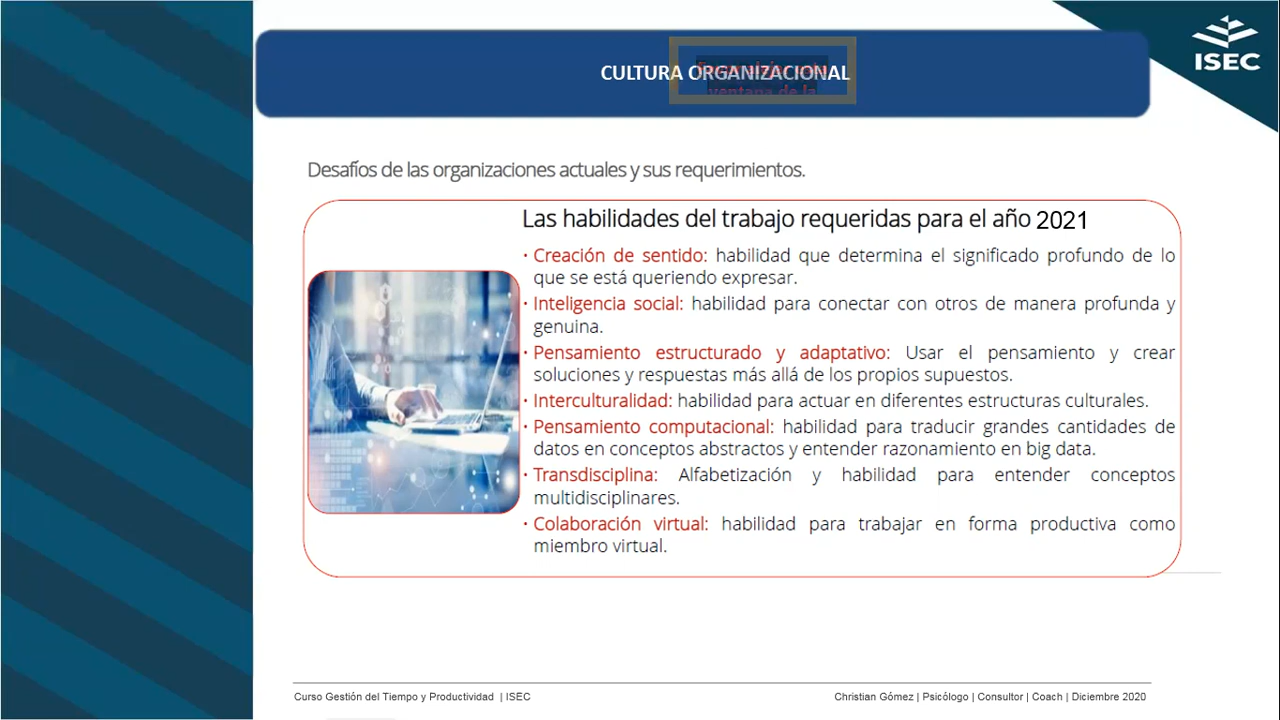 ISEC
CULTURA ORGANIZACIONAL
ventana de la
Desafíos de las organizaciones actuales y sus requerimientos.
Las habilidades del trabajo requeridas para el año 2021
· Creación de sentido: habilidad que determina el significado profundo de lo
que se está queriendo expresar.
· Inteligencia social: habilidad para conectar con otros de manera profunda y
genuina.
· Pensamiento estructurado y adaptativo: Usar el pensamiento y crear
soluciones y respuestas más allá de los propios supuestos.
· Interculturalidad: habilidad para actuar en diferentes estructuras culturales.
· Pensamiento computacional: habilidad para traducir grandes cantidades de
datos en conceptos abstractos y entender razonamiento en big data.
· Transdisciplina: Alfabetización y habilidad para entender conceptos
multidisciplinares.
· Colaboración virtual: habilidad para trabajar en forma productiva como
miembro virtual.
Curso Gestión del Tiempo y Productividad | ISEC
Christian Gómez | Psicólogo | Consultor | Coach | Diciembre 2020